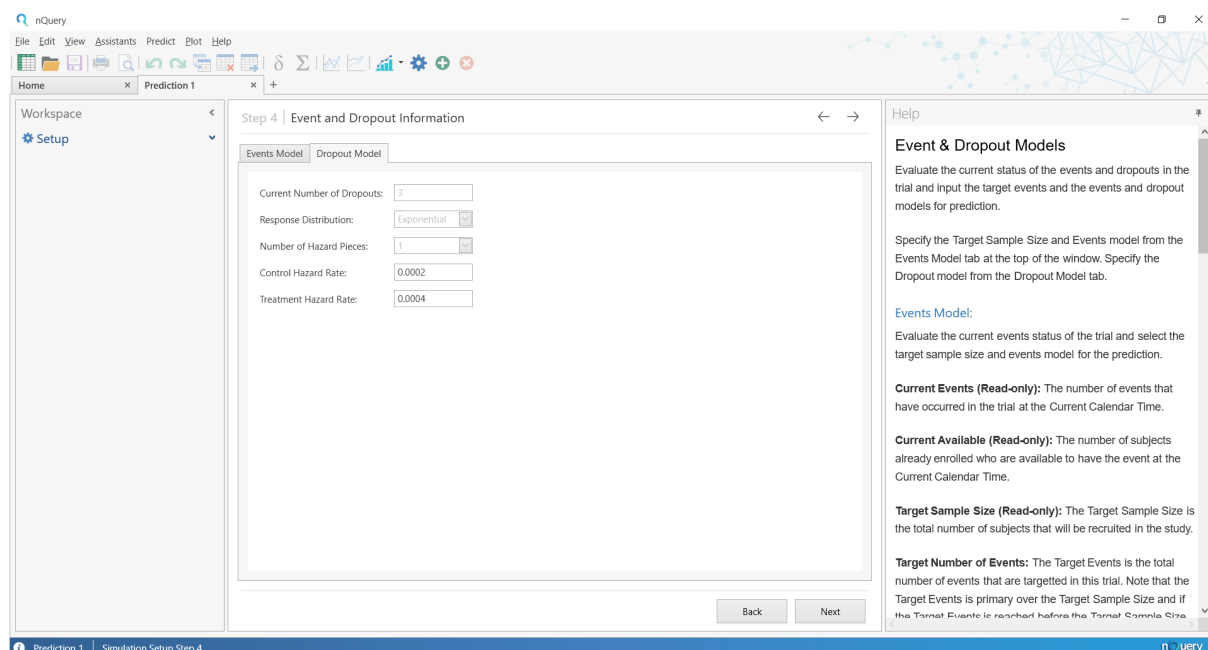 nQuery
File Edit View Assistants Predict Plot Help
Home × Prediction 1 × +
Workspace
Setup
Step 4 | Event and Dropout Information
Events Model Dropout Model
Current Number of Dropouts: 3
Response Distribution: Exponential
Number of Hazard Pieces: 1
Control Hazard Rate: 0.0002
Treatment Hazard Rate: 0.0004
Back Next
Help
Event & Dropout Models
Evaluate the current status of the events and dropouts in the
trial and input the target events and the events and dropout
models for prediction.
Specify the Target Sample Size and Events model from the
Events Model tab at the top of the window. Specify the
Dropout model from the Dropout Model tab.
Events Model:
Evaluate the current events status of the trial and select the
target sample size and events model for the prediction.
Current Events (Read-only): The number of events that
have occurred in the trial at the Current Calendar Time.
Current Available (Read-only): The number of subjects
already enrolled who are available to have the event at the
Current Calendar Time.
Target Sample Size (Read-only): The Target Sample Size is
the total number of subjects that will be recruited in the study.
Target Number of Events: The Target Events is the total
number of events that are targetted in this trial. Note that the
Target Events is primary over the Target Sample Size and if
the Target Events is reached before the Target Sample Size
Prediction 1 | Simulation Setup Step 4
nQuery